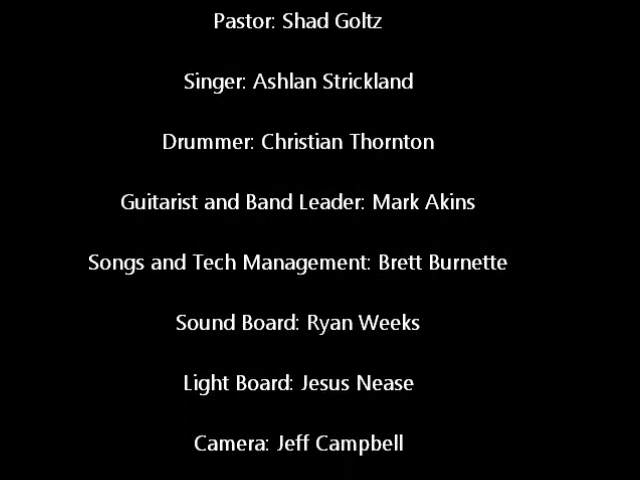 Pastor: Shad Goltz
Singer: Ashlan Strickland
Drummer: Christian Thornton
Guitarist and Band Leader: Mark Akins
Songs and Tech Management: Brett Burnette
Sound Board: Ryan Weeks
Light Board: Jesus Nease
Camera: Jeff Campbell